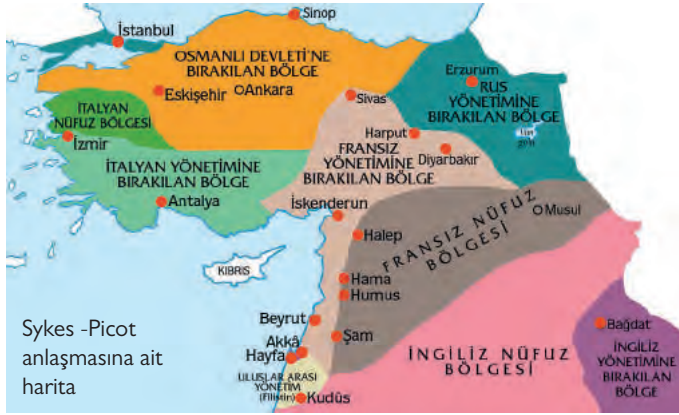 Sinop
İstanbul
OSMANLI DEVLETİ'NE
BIRAKILAN BÖLGE
Eskişehir
Ankara
Erzurum
RUS
YÖNETİMİNE
BIRAKILAN BÖLGE
Sivas
İTALYAN
NÜFUZ BÖLGESİ
İzmir
Harput
FRANSIZ
YÖNETİMİNE
BIRAKILAN BÖLGE
Diyarbakır
İTALYAN YÖNETİMİNE
BIRAKILAN BÖLGE
Antalya
İskenderun
Musul
Halep
FRANSIZ NÜFUZ
BÖLGESİ
KIBRIS
Hama
Humus
Beyrut
Şam
Akkâ
Hayfa
Bağdat
Sykes -Picot
anlaşmasına ait
harita
ULUSLAR ARASI
YÖNETİM
(Filistin)
Kudûs
İNGİLİZ NÜFUZ
BÖLGESİ
İNGİLİZ
YÖNETİMİNE
BIRAKILAN
BÖLGE